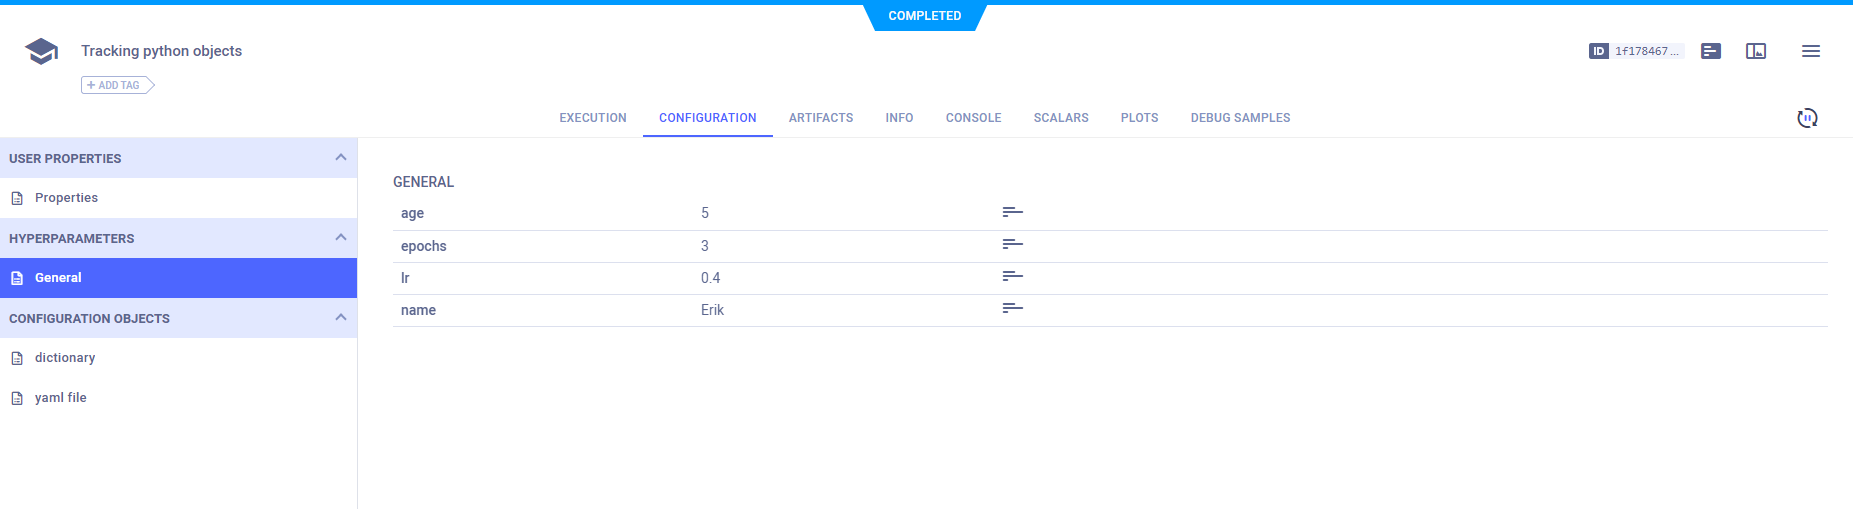 COMPLETED
Tracking python objects
ID 1f178467...
+ ADD TAG
EXECUTION CONFIGURATION ARTIFACTS INFO CONSOLE SCALARS PLOTS DEBUG SAMPLES
USER PROPERTIES
Properties
HYPERPARAMETERS
General
CONFIGURATION OBJECTS
dictionary
yaml file
GENERAL
age 5
epochs 3
lr 0.4
name Erik